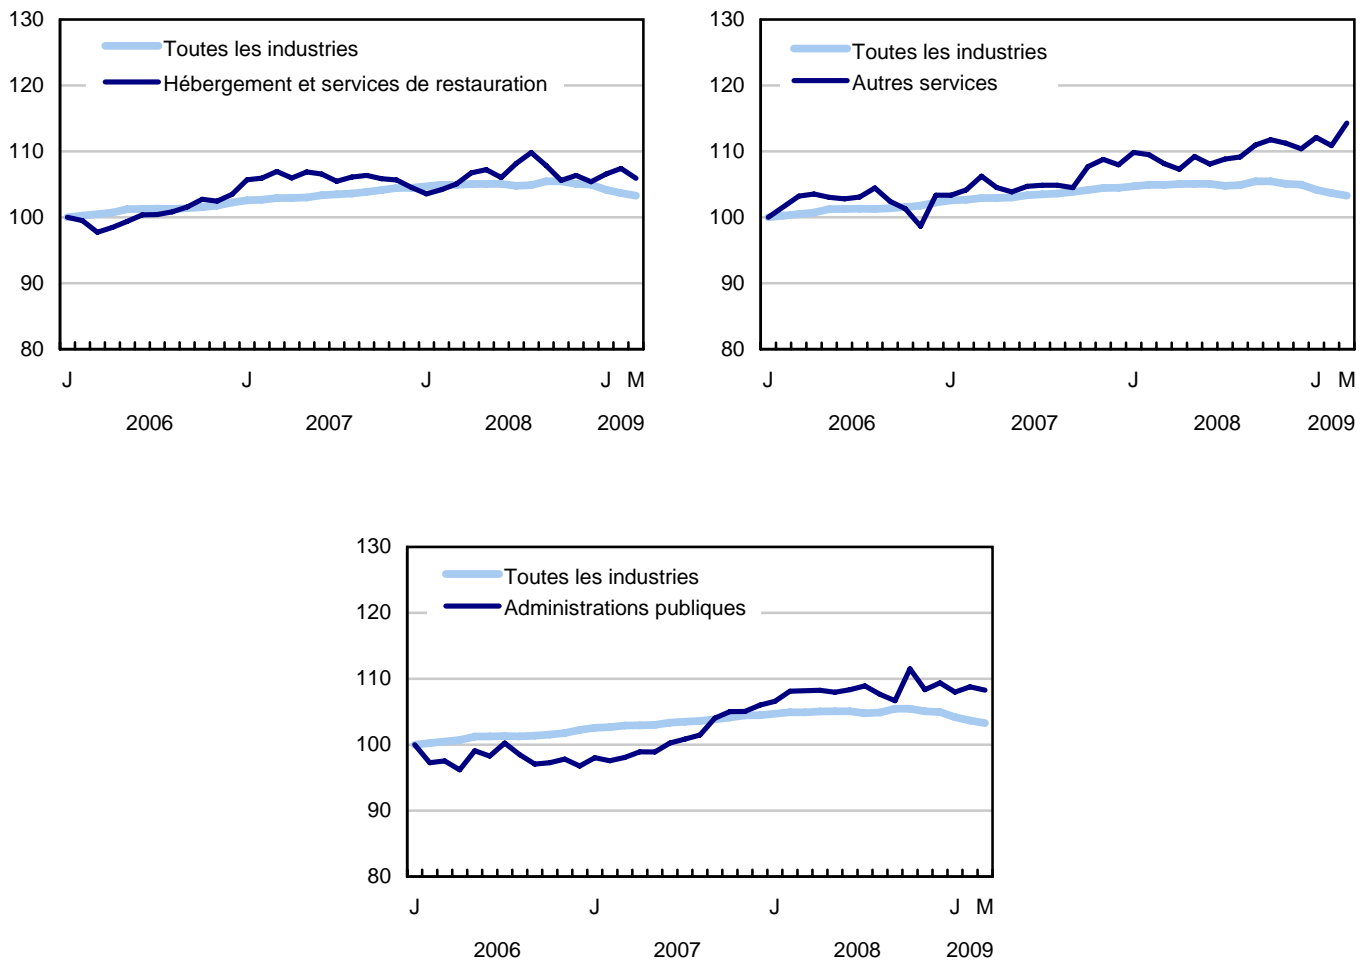 130
120
110
100
90
80
Toutes les industries
Hébergement et services de restauration
J J J J M
2006 2007 2008 2009
130
120
110
100
90
80
Toutes les industries
Autres services
J J J J M
2006 2007 2008 2009
130
120
110
100
90
80
Toutes les industries
Administrations publiques
J J J J M
2006 2007 2008 2009